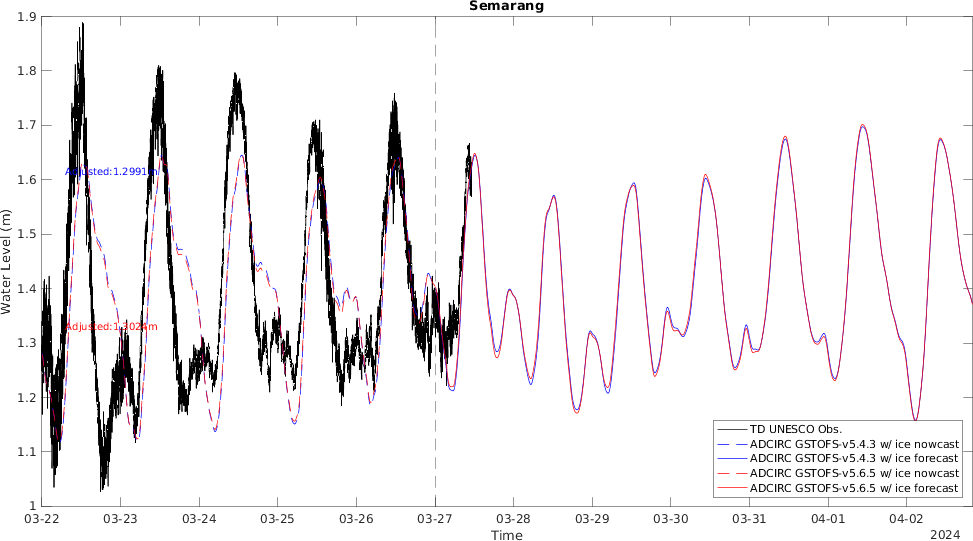 Semarang
Water Level (m)
1.9
1.8
1.7
1.6
1.5
1.4
1.3
1.2
1.1
1
Adjusted:1.2991m
Adjusted:1.3024m
03-22
03-23
03-24
03-25
03-26
03-27
03-28
03-29
03-30
03-31
04-01
04-02
Time
2024
TD UNESCO Obs.
ADCIRC GSTOFS-v5.4.3 w/ ice nowcast
ADCIRC GSTOFS-v5.4.3 w/ ice forecast
ADCIRC GSTOFS-v5.6.5 w/ ice nowcast
ADCIRC GSTOFS-v5.6.5 w/ ice forecast